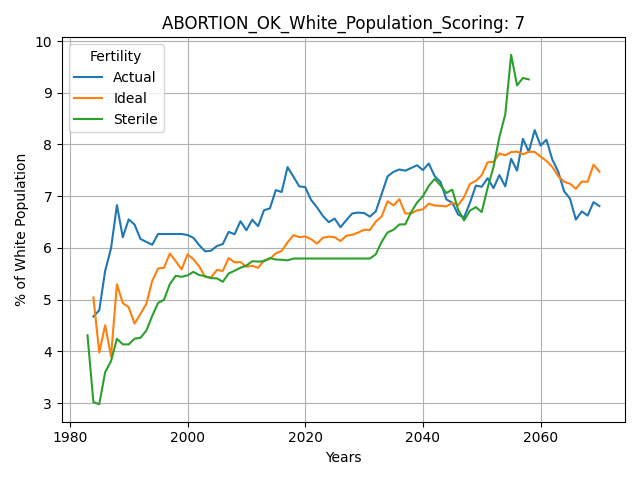 ABORTION_OK_White_Population_Scoring: 7
10
9
8
7
6
5
4
3
% of White Population
Fertility
Actual
Ideal
Sterile
1980
2000
2020
2040
2060
Years